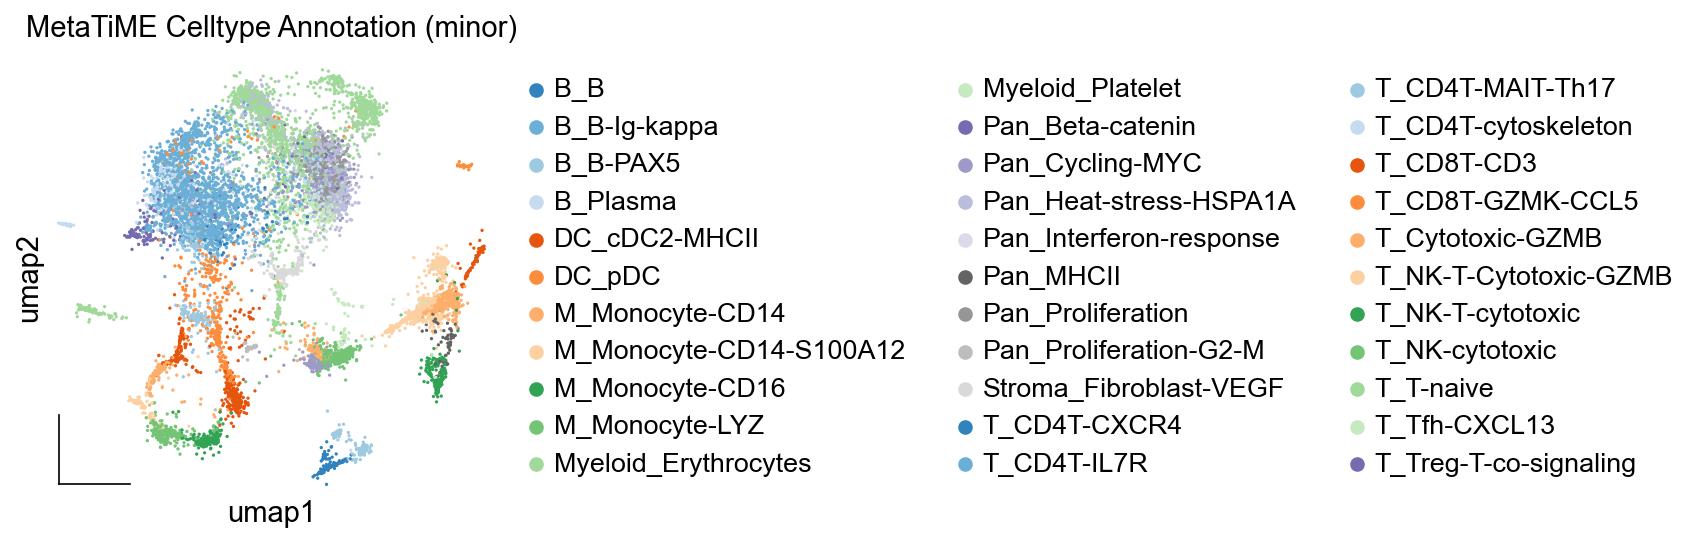 MetaTiME Celltype Annotation (minor)
B_B
B_B-Ig-kappa
B_B-PAX5
B_Plasma
DC_cDC2-MHCII
DC_pDC
M_Monocyte-CD14
M_Monocyte-CD14-S100A12
M_Monocyte-CD16
M_Monocyte-LYZ
Myeloid_Erythrocytes
Myeloid_Platelet
Pan_Beta-catenin
Pan_Cycling-MYC
Pan_Heat-stress-HSPA1A
Pan_Interferon-response
Pan_MHCII
Pan_Proliferation
Pan_Proliferation-G2-M
Stroma_Fibroblast-VEGF
T_CD4T-CXCR4
T_CD4T-IL7R
T_CD4T-MAIT-Th17
T_CD4T-cytoskeleton
T_CD8T-CD3
T_CD8T-GZMK-CCL5
T_Cytotoxic-GZMB
T_NK-T-Cytotoxic-GZMB
T_NK-T-cytotoxic
T_NK-cytotoxic
T_T-naive
T_Tfh-CXCL13
T_Treg-T-co-signaling
umap2
umap1